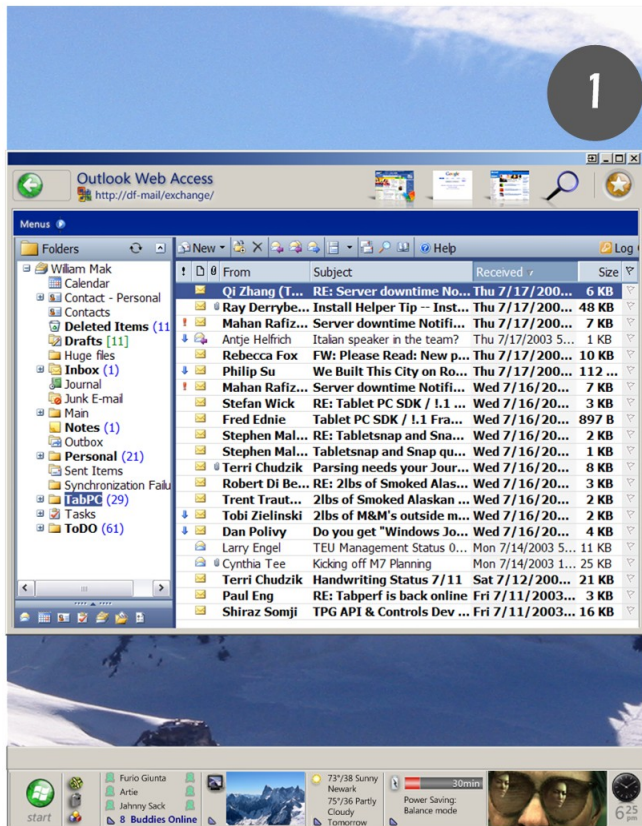 1
Outlook Web Access
http://df-mail/exchange/
Menus
Folders
New
Help
Log
William Mak
Calendar
Contact - Personal
Contacts
Deleted Items (11
Drafts [11]
Huge files
Inbox (1)
Journal
Junk E-mail
Main
Notes (1)
Outbox
Personal (21)
Sent Items
Synchronization Failu
TabPC (29)
Tasks
ToDO (61)
! From Subject Received Size
Qi Zhang (T... RE: Server downtime No... Thu 7/17/200... 6 KB
Ray Derrybe... Install Helper Tip -- Inst... Thu 7/17/200... 48 KB
Mahan Rafiz... Server downtime Notifi... Thu 7/17/200... 7 KB
Antje Helfrich Italian speaker in the team? Thu 7/17/2003 5... 1 KB
Rebecca Fox FW: Please Read: New p... Thu 7/17/200... 10 KB
Philip Su We Built This City on Ro... Thu 7/17/200... 112 ...
Mahan Rafiz... Server downtime Notifi... Wed 7/16/20... 7 KB
Stefan Wick RE: Tablet PC SDK / !.1 ... Wed 7/16/20... 3 KB
Fred Ednie Tablet PC SDK / !.1 Fra... Wed 7/16/20... 897 B
Stephen Mal... RE: Tabletsnap and Sna... Wed 7/16/20... 2 KB
Stephen Mal... Tabletsnap and Snap qu... Wed 7/16/20... 1 KB
Terri Chudzik Parsing needs your Jour... Wed 7/16/20... 8 KB
Robert Di Be... RE: 2lbs of Smoked Alas... Wed 7/16/20... 3 KB
Trent Traut... 2lbs of Smoked Alaskan ... Wed 7/16/20... 2 KB
Tobi Zielinski 2lbs of M&M's outside m... Wed 7/16/20... 2 KB
Dan Polivy Do you get "Windows Jo... Wed 7/16/20... 4 KB
Larry Engel TEU Management Status 0... Mon 7/14/2003 5... 11 KB
Cynthia Tee Kicking off M7 Planning Mon 7/14/2003 1... 25 KB
Terri Chudzik Handwriting Status 7/11 Sat 7/12/200... 21 KB
Paul Eng RE: Tabperf is back online Fri 7/11/2003... 3 KB
Shiraz Somji TPG API & Controls Dev ... Fri 7/11/2003... 16 KB
start
Furio Giunta
Artie
Jahnny Sack
8 Buddies Online
73°/38 Sunny
Newark
75°/36 Partly
Cloudy
Tomorrow
30min
Power Saving:
Balance mode
6 25 pm